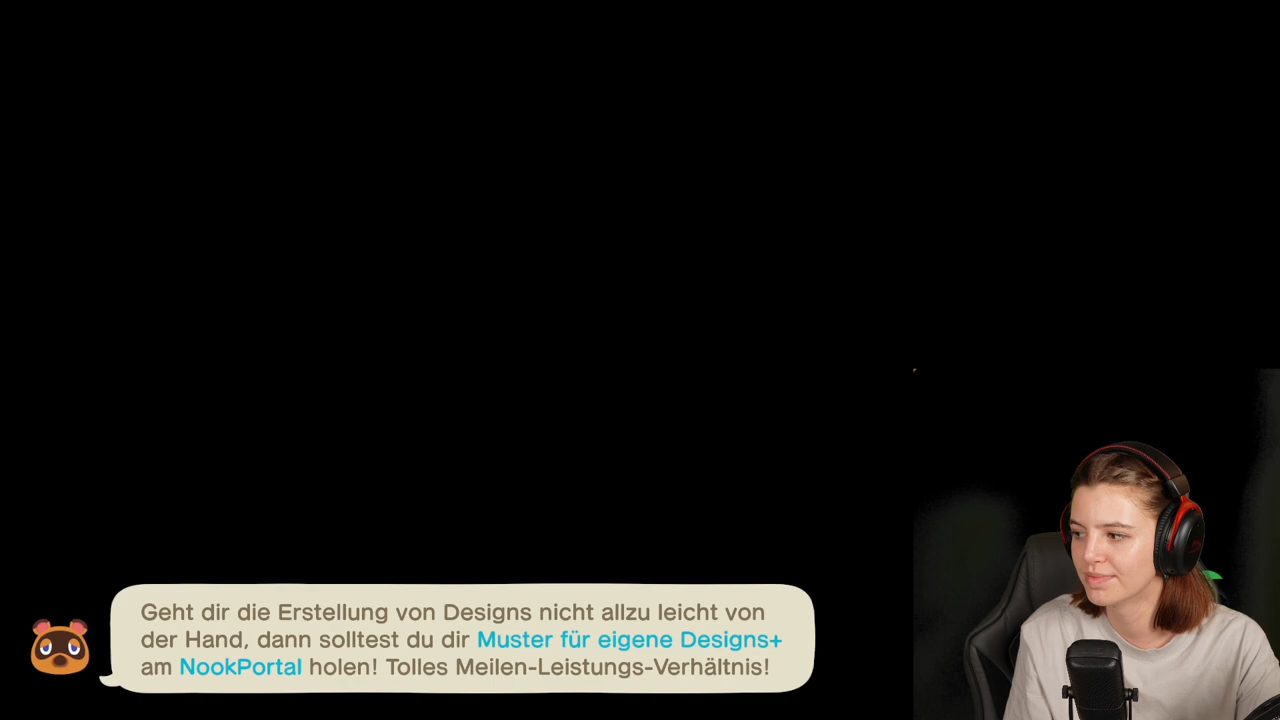 Geht dir die Erstellung von Designs nicht allzu leicht von
der Hand, dann solltest du dir Muster für eigene Designs+
am NookPortal holen! Tolles Meilen-Leistungs-Verhältnis!